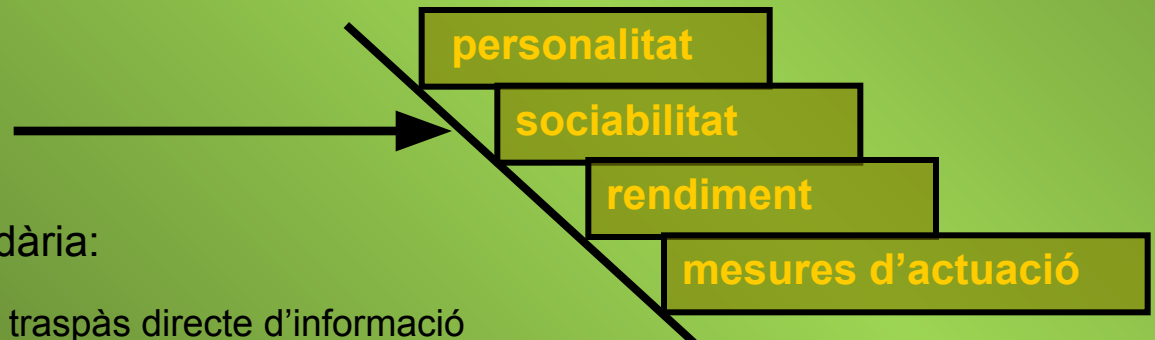 personalitat
sociabilitat
rendiment
mesures d’actuació
dària:
traspàs directe d’informació